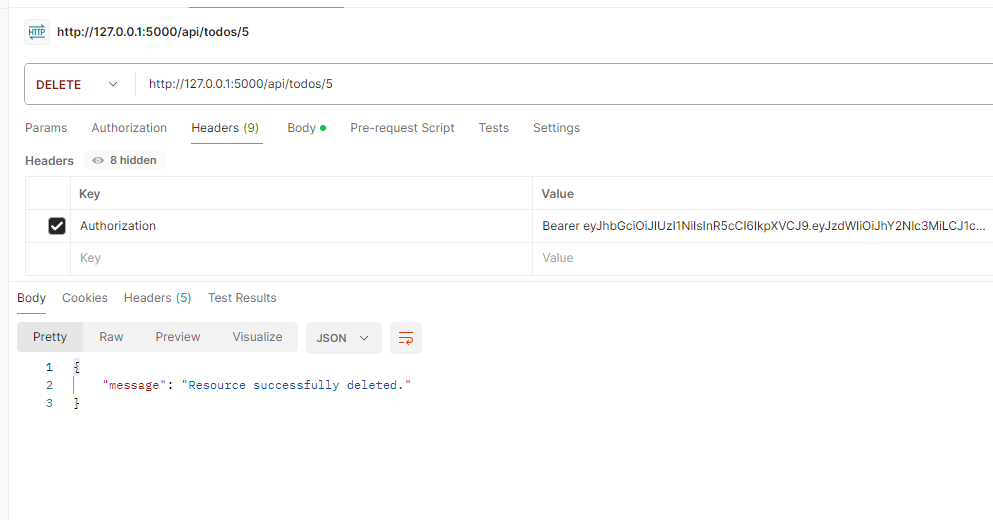 HTTP http://127.0.0.1:5000/api/todos/5
DELETE http://127.0.0.1:5000/api/todos/5
Params Authorization Headers (9) Body Pre-request Script Tests Settings
Headers 8 hidden
Key Value
Authorization Bearer eyJhbGciOiJIUzI1NiIsInR5cCI6IkpXVCJ9.eyJzdWIiOiJhY2Nlc3MiLCJ1c...
Key Value
Body Cookies Headers (5) Test Results
Pretty Raw Preview Visualize JSON
1 {
2 "message": "Resource successfully deleted."
3 }